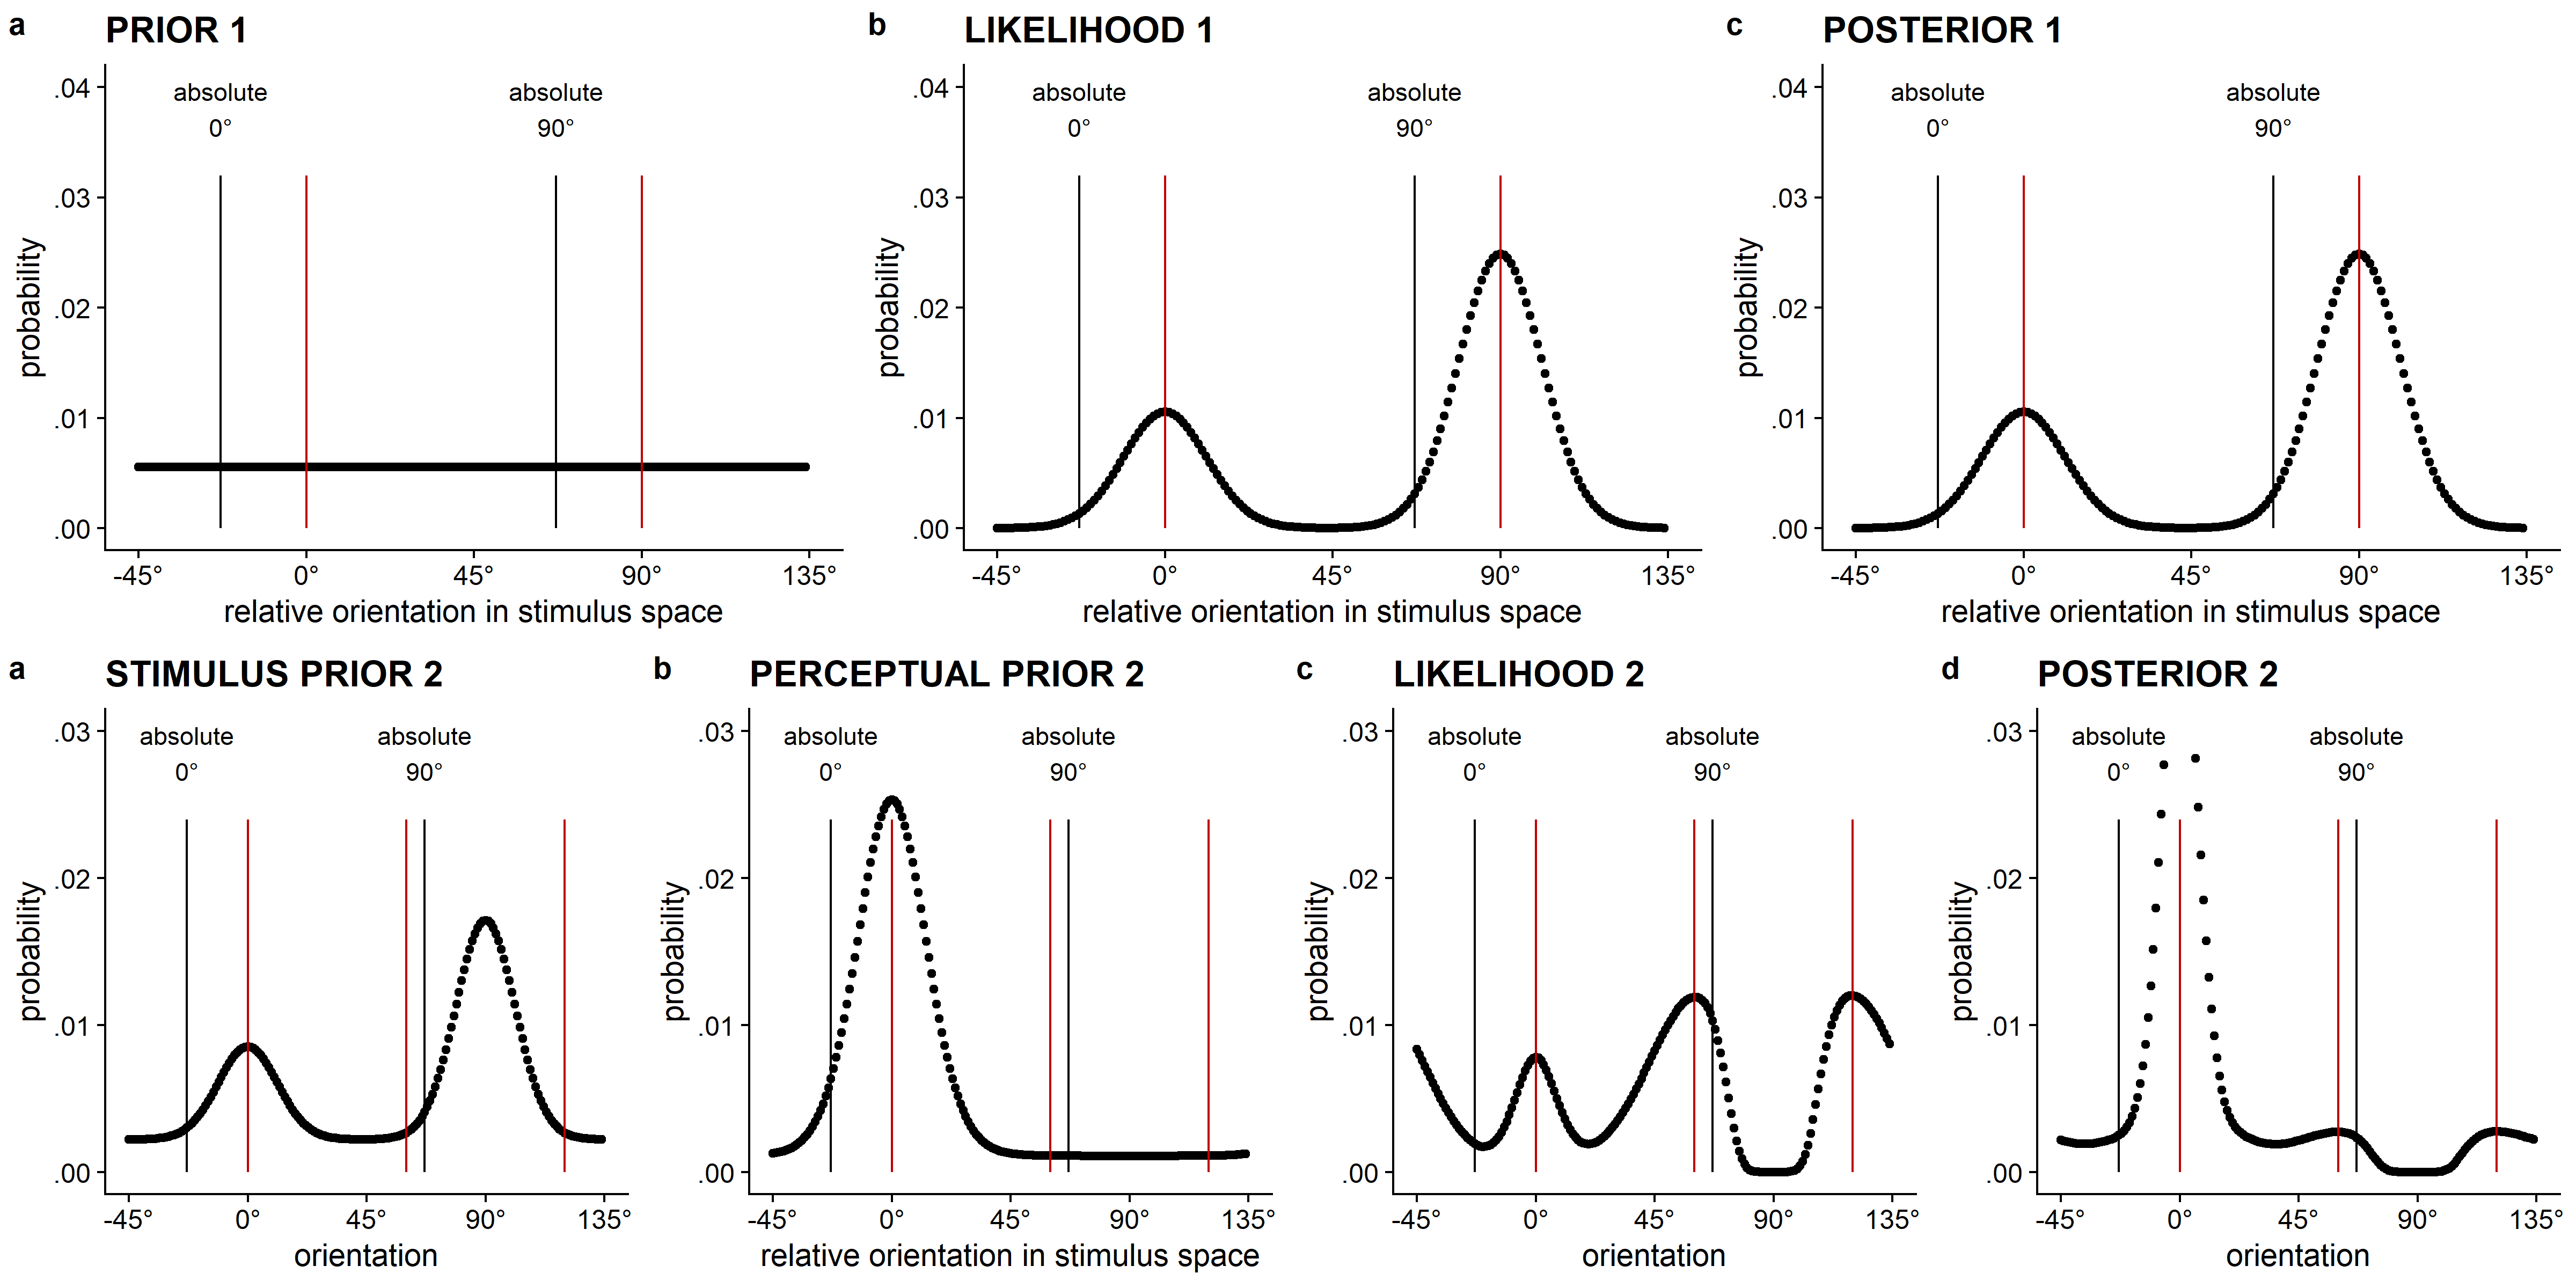 a PRIOR 1
absolute 0°
absolute 90°
.04
.03
.02
.01
.00
probability
-45° 0° 45° 90° 135°
relative orientation in stimulus space
b LIKELIHOOD 1
absolute 0°
absolute 90°
.04
.03
.02
.01
.00
probability
-45° 0° 45° 90° 135°
relative orientation in stimulus space
c POSTERIOR 1
absolute 0°
absolute 90°
.04
.03
.02
.01
.00
probability
-45° 0° 45° 90° 135°
relative orientation in stimulus space
a STIMULUS PRIOR 2
absolute 0°
absolute 90°
.03
.02
.01
.00
probability
-45° 0° 45° 90° 135°
orientation
b PERCEPTUAL PRIOR 2
absolute 0°
absolute 90°
.03
.02
.01
.00
probability
-45° 0° 45° 90° 135°
relative orientation in stimulus space
c LIKELIHOOD 2
absolute 0°
absolute 90°
.03
.02
.01
.00
probability
-45° 0° 45° 90° 135°
orientation
d POSTERIOR 2
absolute 0°
absolute 90°
.03
.02
.01
.00
probability
-45° 0° 45° 90° 135°
orientation